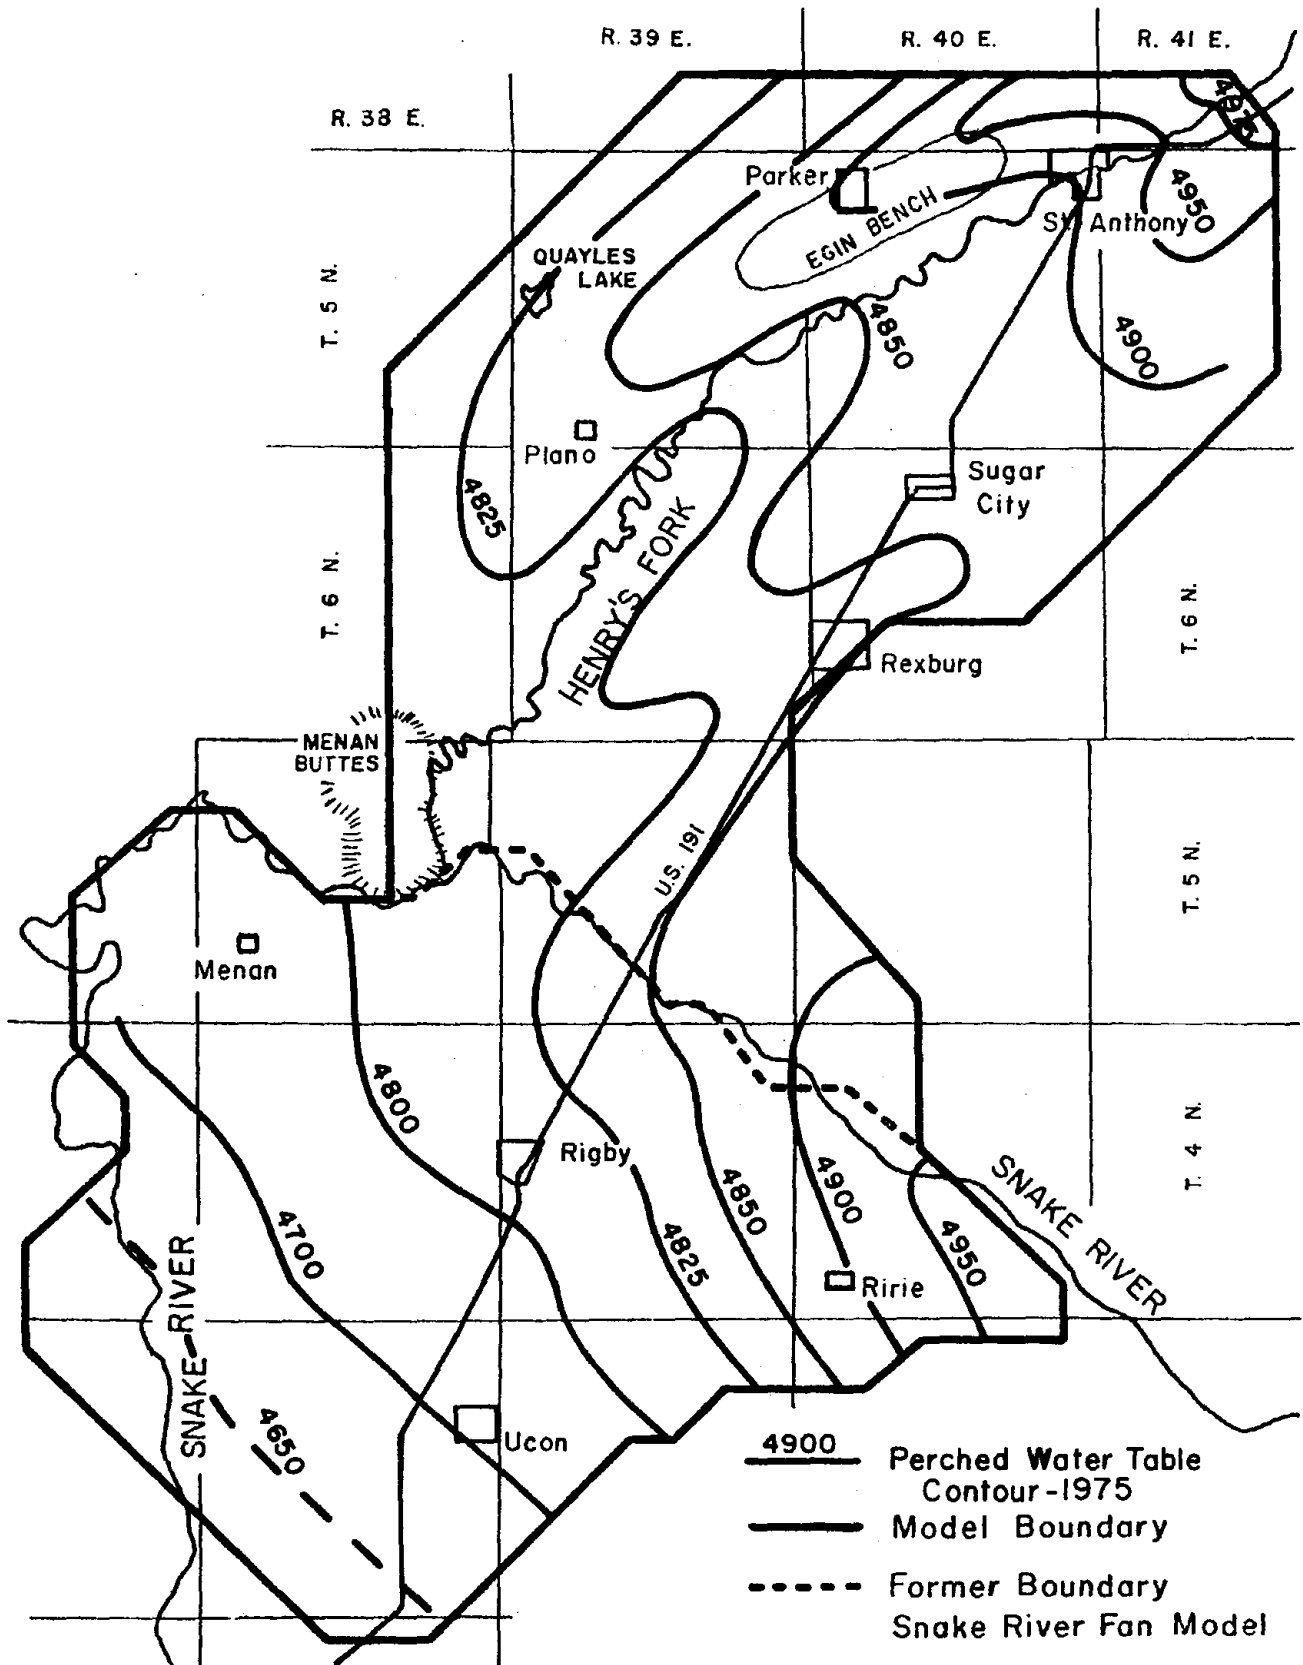 R. 39 E.
R. 40 E.
R. 41 E.
R. 38 E.
4975
Parker
EGIN BENCH
4950
St. Anthony
QUAYLES
LAKE
T. 5 N.
4850
4900
Plano
4825
Sugar
City
HENRY'S FORK
T. 6 N.
T. 6 N.
Rexburg
MENAN
BUTTES
U.S. 191
T. 5 N.
Menan
4800
Rigby
4850
4900
SNAKE RIVER
T. 4 N.
4700
4825
4950
Ririe
SNAKE RIVER
4650
Ucon
4900
Perched Water Table
Contour-1975
Model Boundary
Former Boundary
Snake River Fan Model